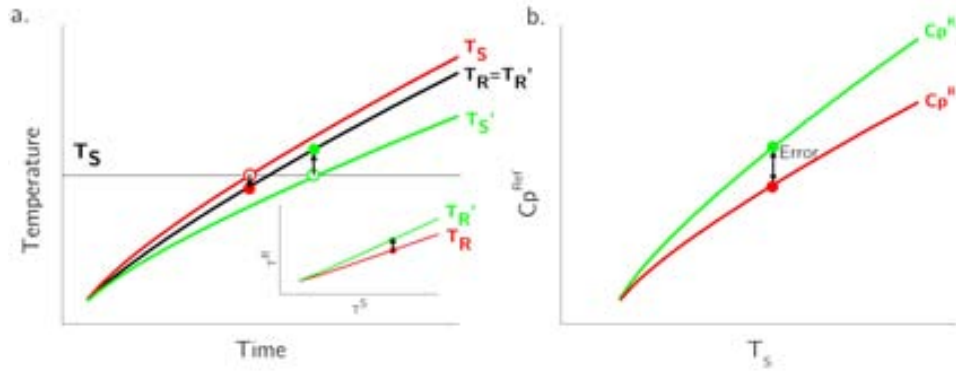 a.
T_S
T_R=T_R'
T_S'
T_S
Temperature
Time
T_R'
T_R
T^R
T^S
b.
Cp^R
Cp^R
Error
Cp^Ref
T_S